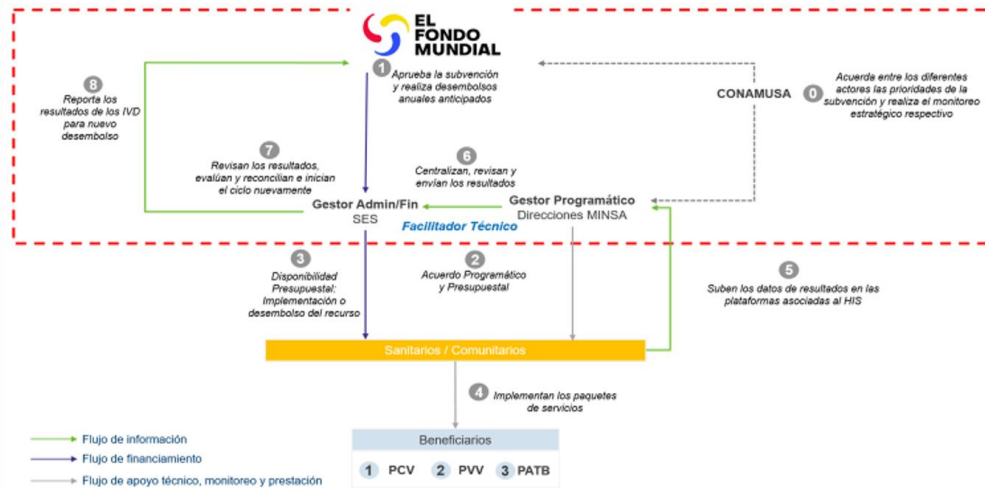 EL
FONDO
MUNDIAL
1
Aprueba la subvención
y realiza desembolsos
anuales anticipados
CONAMUSA
0
Acuerda entre los diferentes
actores las prioridades de la
subvención y realiza el monitoreo
estratégico respectivo
8
Reporta los
resultados de los IVD
para nuevo
desembolso
7
Revisan los resultados,
evalúan y reconcilian e inician
el ciclo nuevamente
6
Centralizan, revisan y
envían los resultados
Gestor Admin/Fin
SES
Gestor Programático
Direcciones MINSA
Facilitador Técnico
3
Disponibilidad
Presupuestal:
Implementación o
desembolso del recurso
2
Acuerdo Programático
y Presupuestal
5
Suben los datos de resultados en las
plataformas asociadas al HIS
Sanitarios / Comunitarios
4
Implementan los paquetes
de servicios
Beneficiarios
1 PCV 2 PVV 3 PATB
Flujo de información
Flujo de financiamiento
Flujo de apoyo técnico, monitoreo y prestación